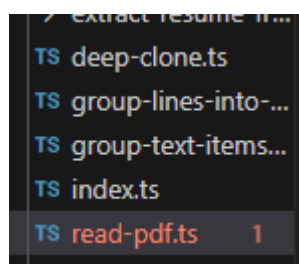 extract-resume-fr...
TS deep-clone.ts
TS group-lines-into-...
TS group-text-items...
TS index.ts
TS read-pdf.ts 1